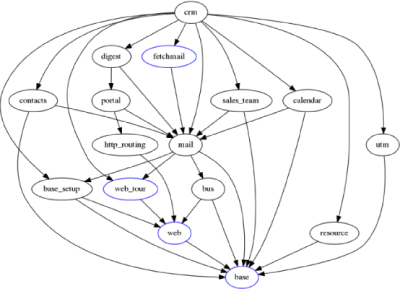 crm
digest
fetchmail
contacts
portal
sales_team
calendar
http_routing
mail
utm
base_setup
web_tour
bus
web
resource
base